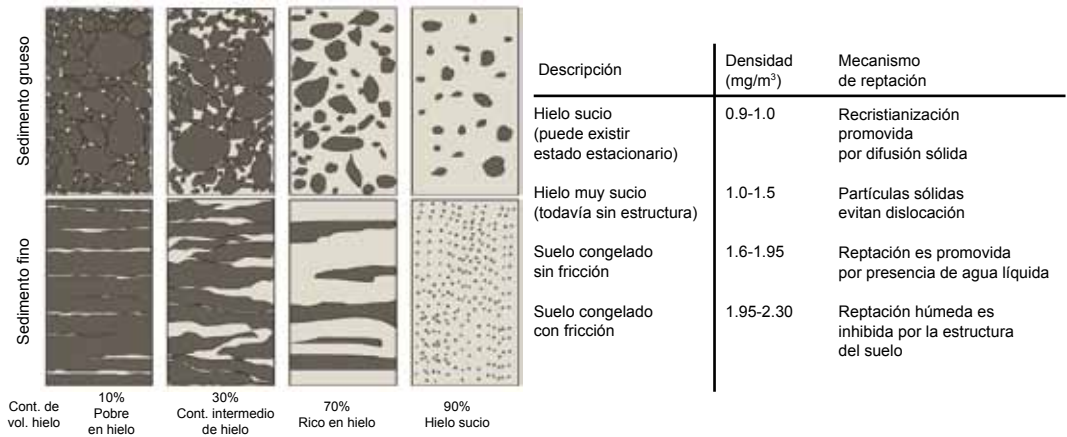 Sedimento grueso
Sedimento fino
Cont. de
vol. hielo
10%
Pobre
en hielo
30%
Cont. intermedio
de hielo
70%
Rico en hielo
90%
Hielo sucio
Descripción
Densidad
(mg/m³)
Mecanismo
de reptación
Hielo sucio
(puede existir
estado estacionario)
0.9-1.0
Recristianización
promovida
por difusión sólida
Hielo muy sucio
(todavía sin estructura)
1.0-1.5
Partículas sólidas
evitan dislocación
Suelo congelado
sin fricción
1.6-1.95
Reptación es promovida
por presencia de agua líquida
Suelo congelado
con fricción
1.95-2.30
Reptación húmeda es
inhibida por la estructura
del suelo